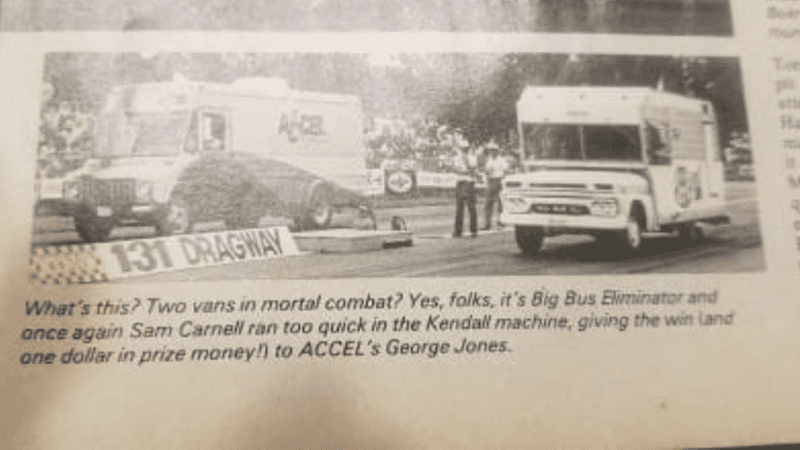 ACCEL
131 DRAGWAY
What's this? Two vans in mortal combat? Yes, folks, it's Big Bus Eliminator and
once again Sam Carnell ran too quick in the Kendall machine, giving the win (and
one dollar in prize money!) to ACCEL's George Jones.